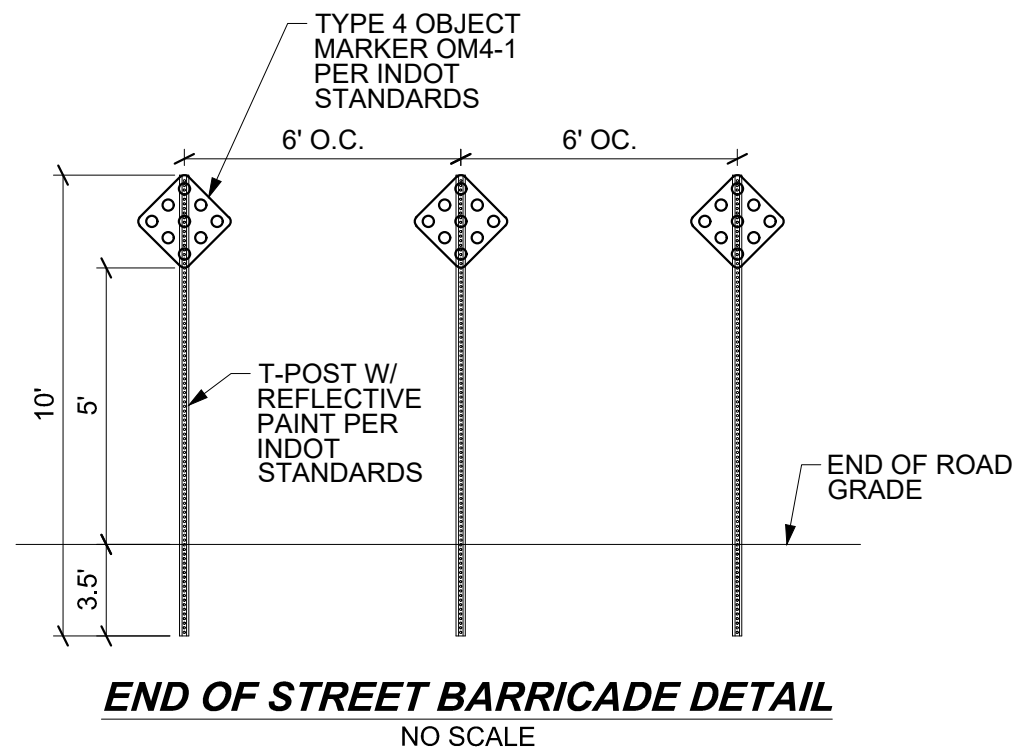 TYPE 4 OBJECT
MARKER OM4-1
PER INDOT
STANDARDS
6' O.C.
6' OC.
10'
5'
T-POST W/
REFLECTIVE
PAINT PER
INDOT
STANDARDS
END OF ROAD
GRADE
3.5'
END OF STREET BARRICADE DETAIL
NO SCALE